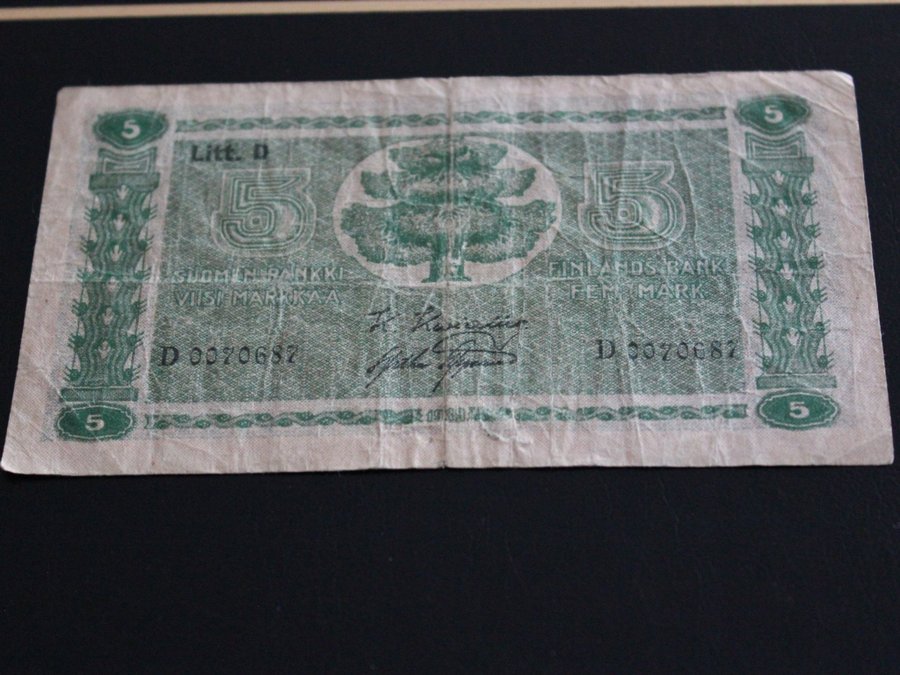 5 5
Litt. D
5 5
SUOMEN PANKKI FINLANDS BANK
VIISI MARKKAA FEM MARK
D 0070687 D 0070687
5 5